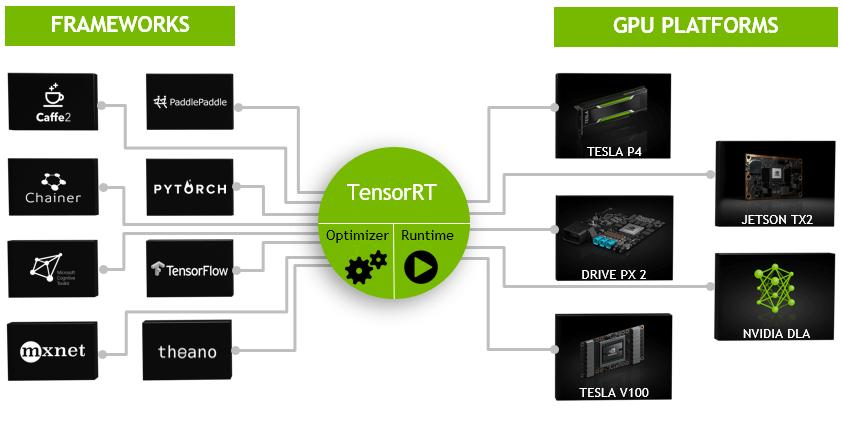 FRAMEWORKS
GPU PLATFORMS
Caffe2
PaddlePaddle
Chainer
PYTORCH
Microsoft
Cognitive
Toolkit
TensorFlow
mxnet
theano
TensorRT
Optimizer
Runtime
TESLA
TESLA P4
JETSON TX2
DRIVE PX 2
NVIDIA DLA
TESLA V100